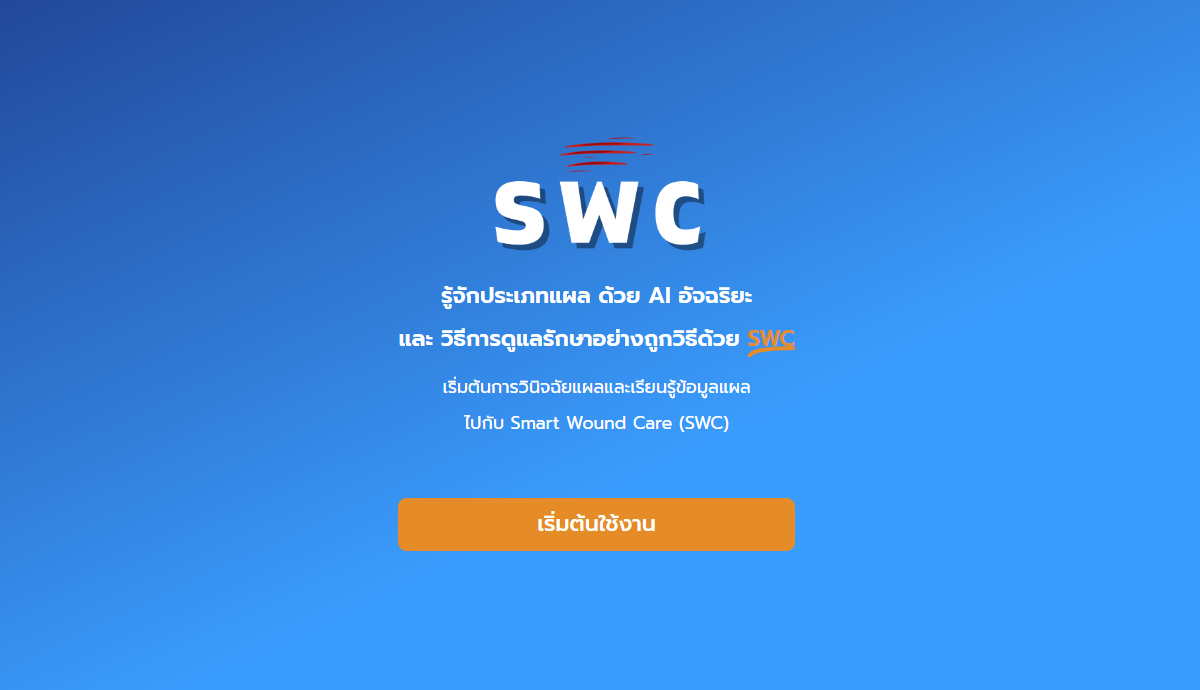 SWC
รู้จักประเภทแผล ด้วย AI อัจฉริยะ
และ วิธีการดูแลรักษาอย่างถูกวิธีด้วย SWC
เริ่มต้นการวินิจฉัยแผลและเรียนรู้ข้อมูลแผล
ไปกับ Smart Wound Care (SWC)
เริ่มต้นใช้งาน